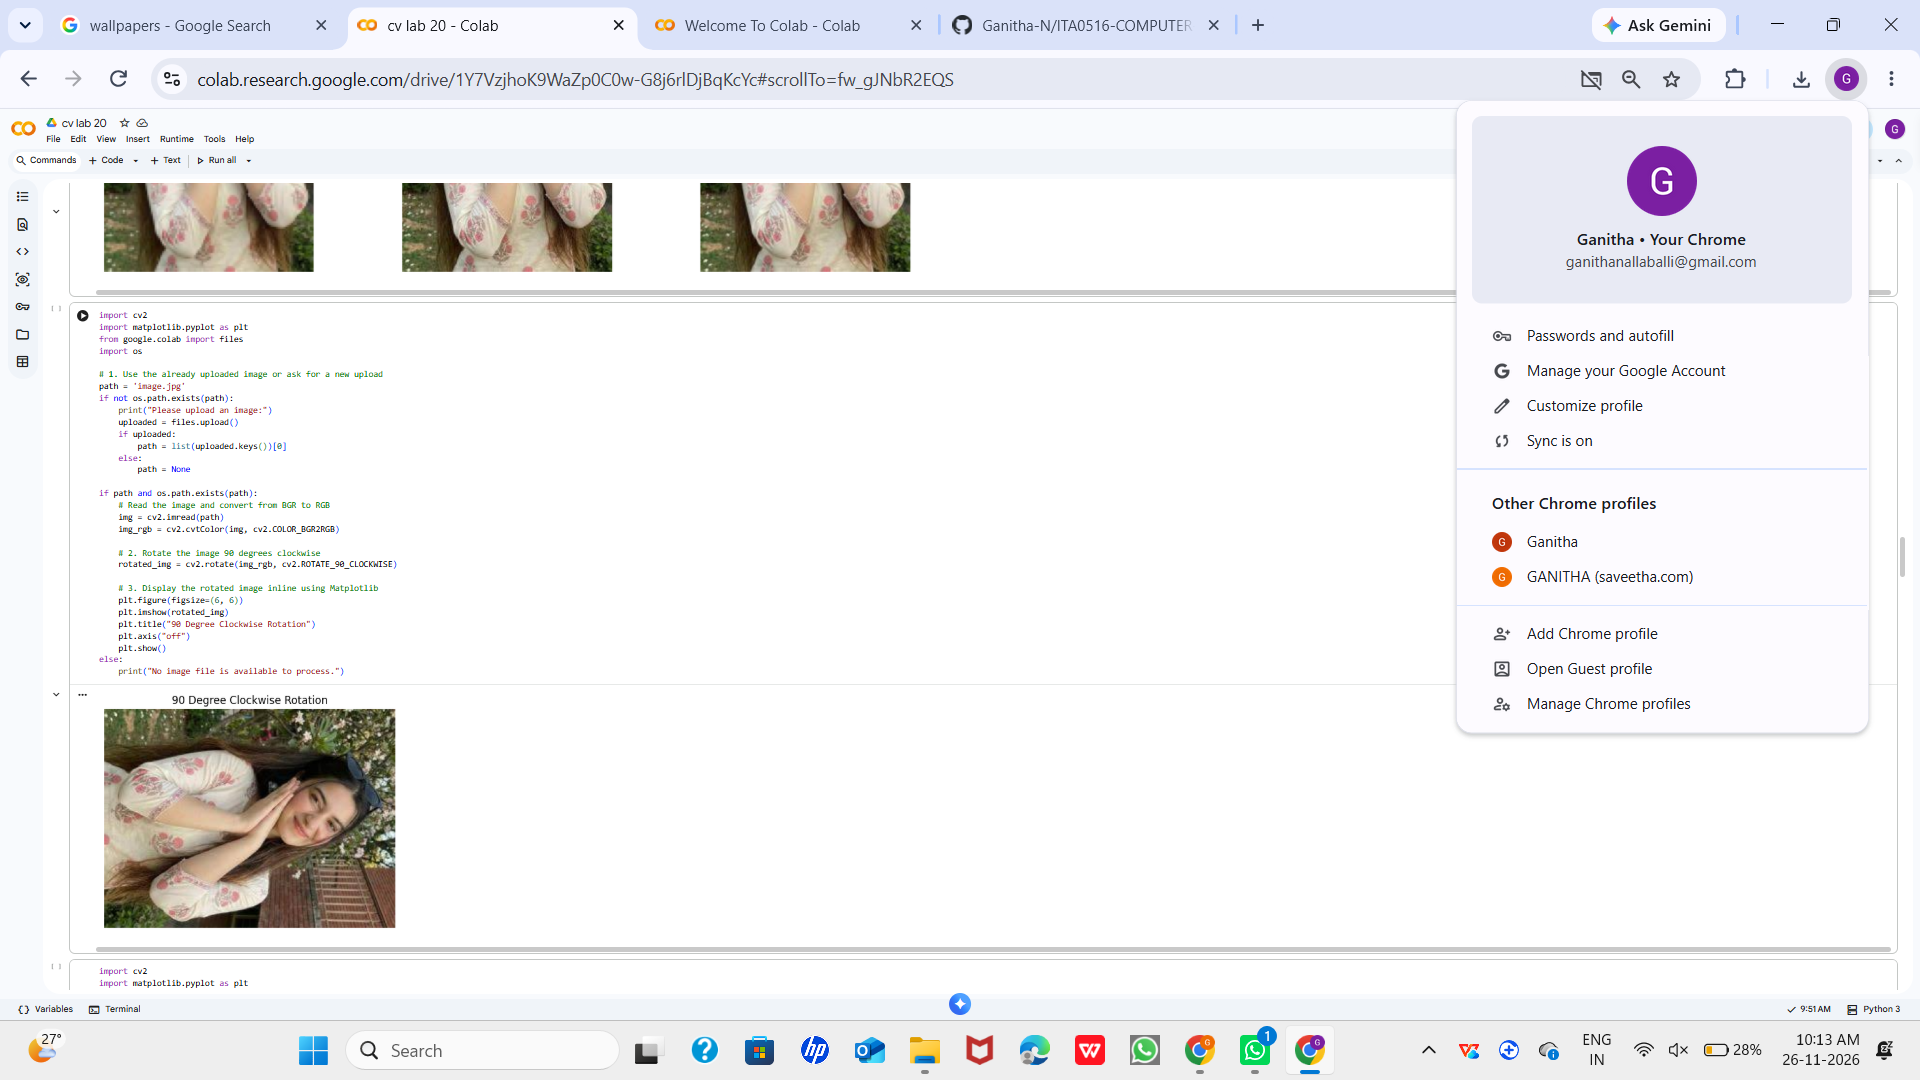 wallpapers - Google Search
cv lab 20 - Colab
Welcome To Colab - Colab
Ganitha-N/ITA0516-COMPUTER
Ask Gemini
colab.research.google.com/drive/1Y7VzjhoK9WaZp0C0w-G8j6rlDjBqKcYc#scrollTo=fw_gJNbR2EQS
G
cv lab 20
File Edit View Insert Runtime Tools Help
G
Commands + Code + Text Run all
G
Ganitha • Your Chrome
ganithanallaballi@gmail.com
Passwords and autofill
Manage your Google Account
Customize profile
Sync is on
Other Chrome profiles
G Ganitha
G GANITHA (saveetha.com)
Add Chrome profile
Open Guest profile
Manage Chrome profiles
[ ]
import cv2
import matplotlib.pyplot as plt
from google.colab import files
import os
# 1. Use the already uploaded image or ask for a new upload
path = 'image.jpg'
if not os.path.exists(path):
print("Please upload an image:")
uploaded = files.upload()
if uploaded:
path = list(uploaded.keys())[0]
else:
path = None
if path and os.path.exists(path):
# Read the image and convert from BGR to RGB
img = cv2.imread(path)
img_rgb = cv2.cvtColor(img, cv2.COLOR_BGR2RGB)
# 2. Rotate the image 90 degrees clockwise
rotated_img = cv2.rotate(img_rgb, cv2.ROTATE_90_CLOCKWISE)
# 3. Display the rotated image inline using Matplotlib
plt.figure(figsize=(6, 6))
plt.imshow(rotated_img)
plt.title("90 Degree Clockwise Rotation")
plt.axis("off")
plt.show()
else:
print("No image file is available to process.")
90 Degree Clockwise Rotation
[ ]
import cv2
import matplotlib.pyplot as plt
Variables Terminal
9:51 AM Python 3
27°
Search
hp
1
ENG
IN
28%
10:13 AM
26-11-2026